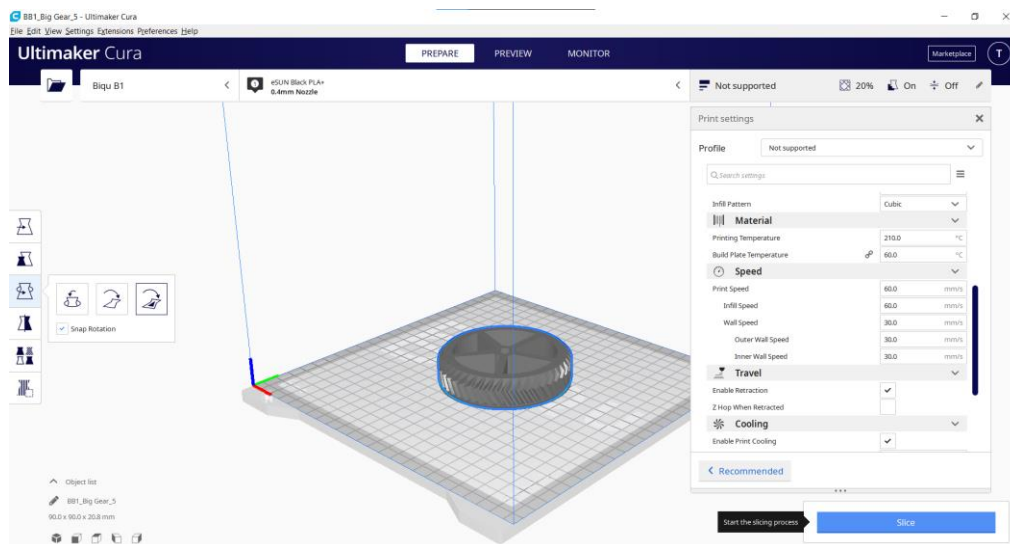 BB1_Big Gear_5 - Ultimaker Cura
File Edit View Settings Extensions Preferences Help
Ultimaker Cura
PREPARE PREVIEW MONITOR
Marketplace
T
Biqu B1
1
eSUN Black PLA+
0.4mm Nozzle
Not supported
20% On Off
Print settings
Profile Not supported
Search settings
Infill Pattern Cubic
Material
Printing Temperature 210.0 °C
Build Plate Temperature 60.0 °C
Speed
Print Speed 60.0 mm/s
Infill Speed 60.0 mm/s
Wall Speed 30.0 mm/s
Outer Wall Speed 30.0 mm/s
Inner Wall Speed 30.0 mm/s
Travel
Enable Retraction
Z Hop When Retracted
Cooling
Enable Print Cooling
Recommended
Snap Rotation
Object list
BB1_Big Gear_5
90.0 x 90.0 x 20.8 mm
Start the slicing process
Slice